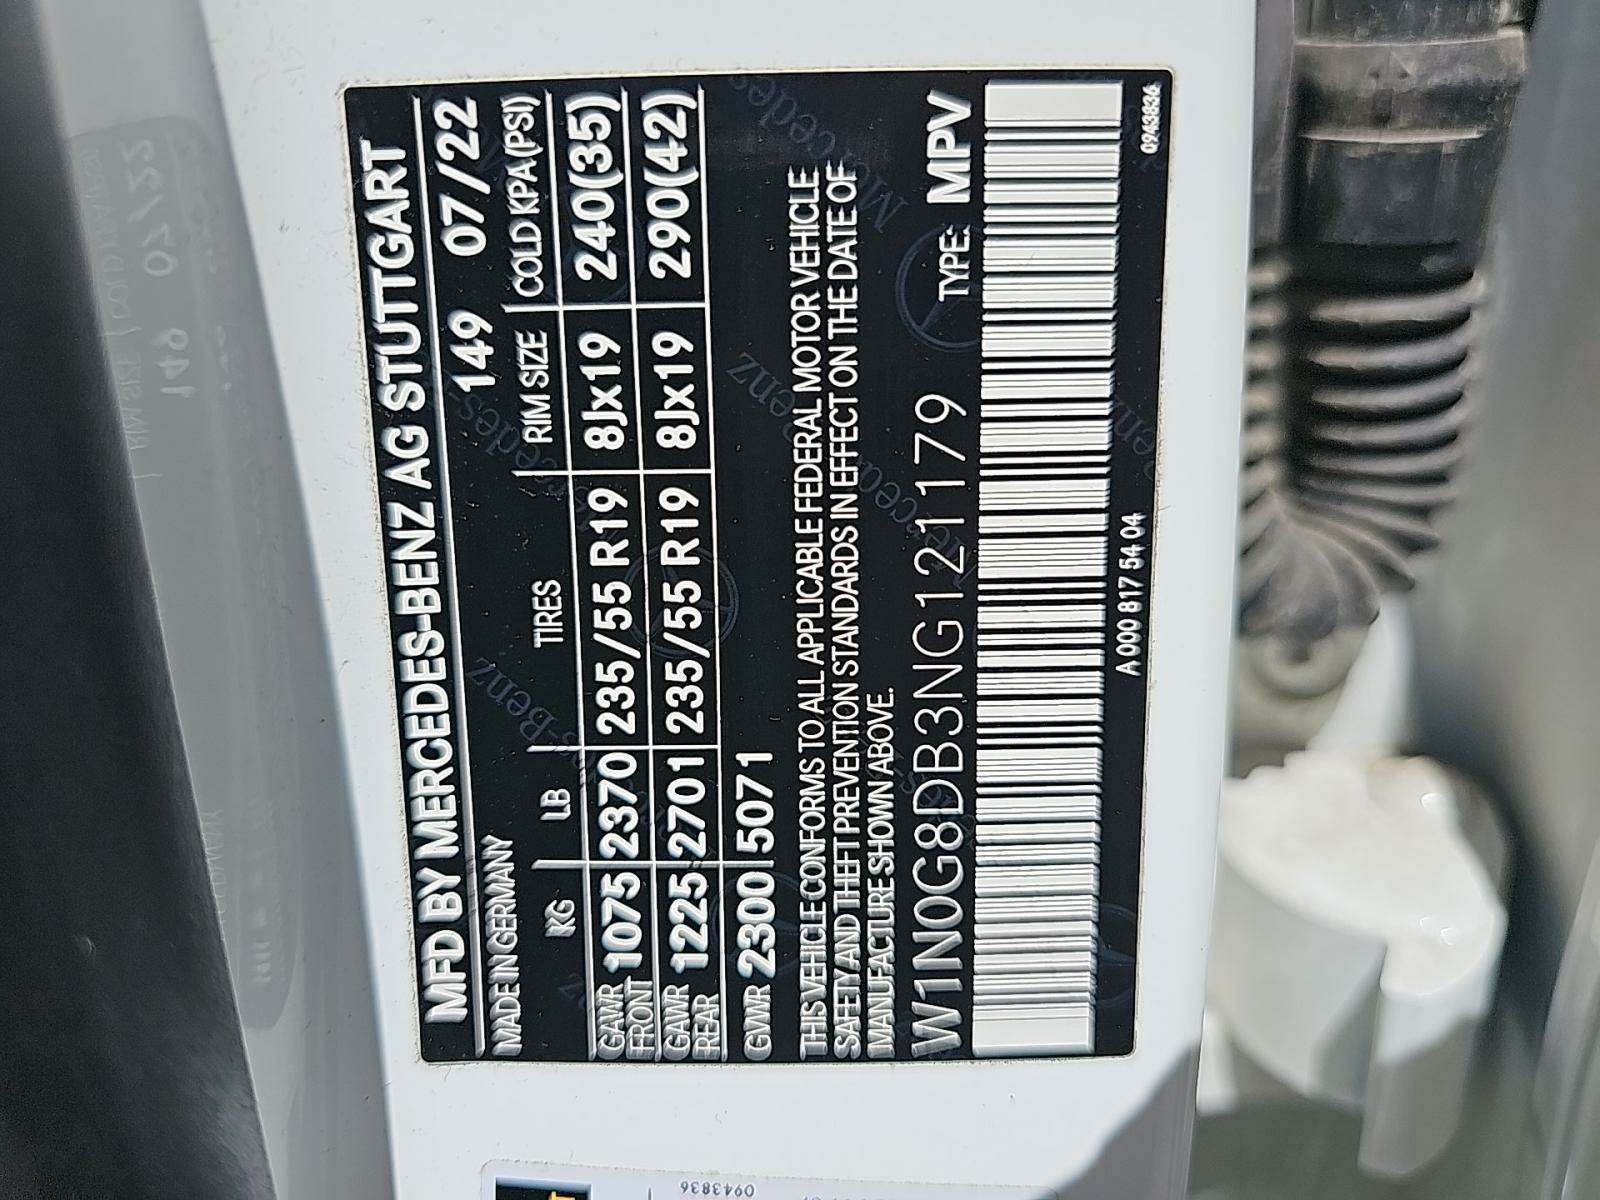 MFD BY MERCEDES-BENZ AG STUTTGART
MADE IN GERMANY 149 07/22
KG LB TIRES RIM SIZE COLD KPA(PSI)
GAWR FRONT 1075 2370 235/55 R19 8Jx19 240(35)
GAWR REAR 1225 2701 235/55 R19 8Jx19 290(42)
GVWR 2300 5071
THIS VEHICLE CONFORMS TO ALL APPLICABLE FEDERAL MOTOR VEHICLE
SAFETY AND THEFT PREVENTION STANDARDS IN EFFECT ON THE DATE OF
MANUFACTURE SHOWN ABOVE.
W1N0G8DB3NG121179 TYPE: MPV
A 000 817 54 04 0943836
0943836